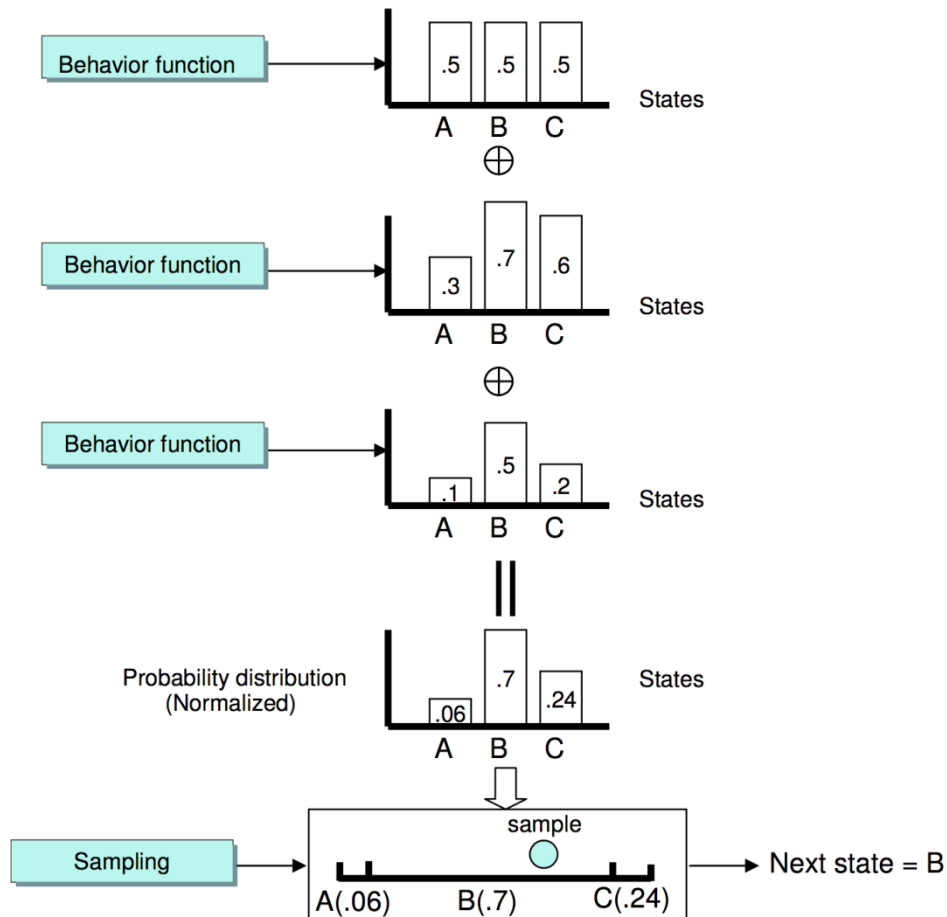 Behavior function
.5 .5 .5
States
A B C
Behavior function
.3 .7 .6
States
A B C
Behavior function
.1 .5 .2
States
A B C
Probability distribution
(Normalized)
.06 .7 .24
States
A B C
sample
Sampling
A(.06) B(.7) C(.24)
Next state = B